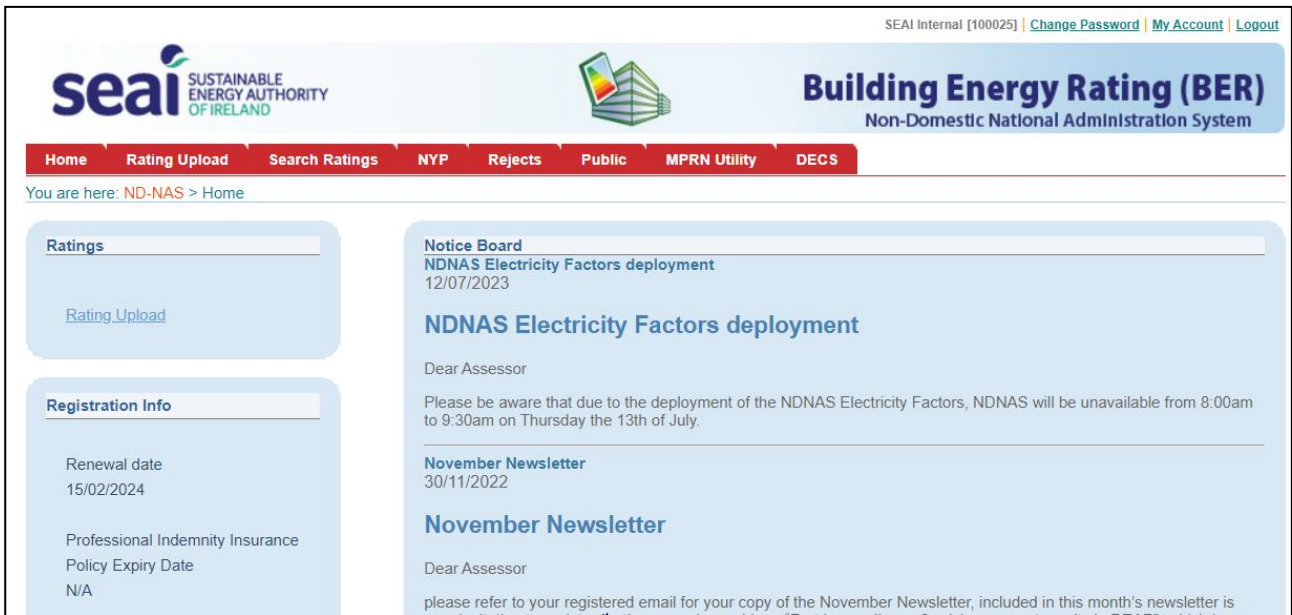 SEAI Internal [100025] | Change Password | My Account | Logout
seai SUSTAINABLE
ENERGY AUTHORITY
OF IRELAND
Building Energy Rating (BER)
Non-Domestic National Administration System
Home Rating Upload Search Ratings NYP Rejects Public MPRN Utility DECS
You are here: ND-NAS > Home
Ratings
Rating Upload
Registration Info
Renewal date
15/02/2024
Professional Indemnity Insurance
Policy Expiry Date
N/A
Notice Board
NDNAS Electricity Factors deployment
12/07/2023
NDNAS Electricity Factors deployment
Dear Assessor
Please be aware that due to the deployment of the NDNAS Electricity Factors, NDNAS will be unavailable from 8:00am
to 9:30am on Thursday the 13th of July.
November Newsletter
30/11/2022
November Newsletter
Dear Assessor
please refer to your registered email for your copy of the November Newsletter, included in this month's newsletter is